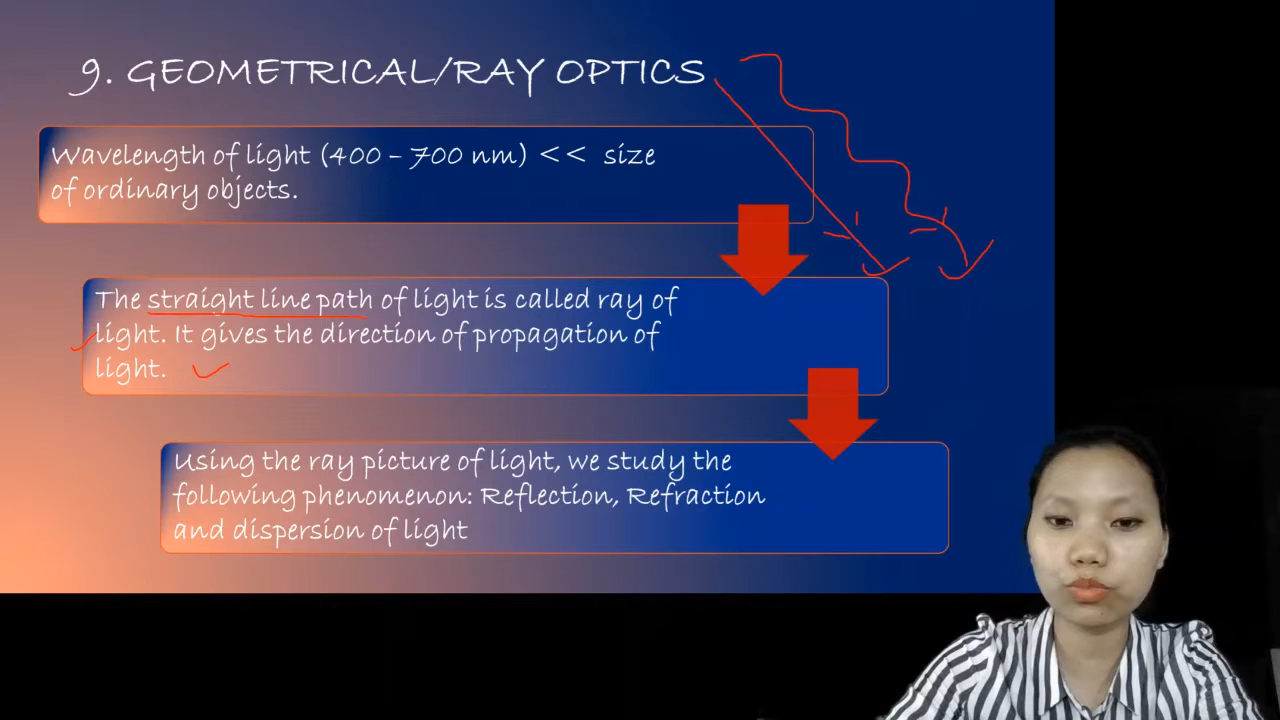 9. GEOMETRICAL/RAY OPTICS
Wavelength of light (400 – 700 nm) << size
of ordinary objects.
The straight line path of light is called ray of
light. It gives the direction of propagation of
light.
Using the ray picture of light, we study the
following phenomenon: Reflection, Refraction
and dispersion of light